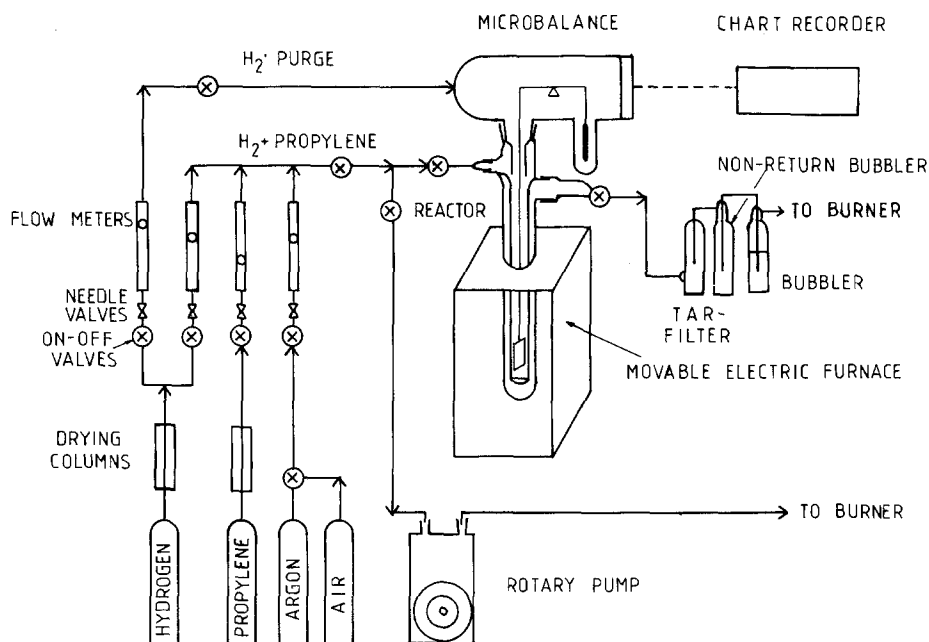 MICROBALANCE
CHART RECORDER
H₂· PURGE
H₂+ PROPYLENE
NON-RETURN BUBBLER
FLOW METERS
REACTOR
TO BURNER
BUBBLER
NEEDLE
VALVES
TAR-
FILTER
ON-OFF
VALVES
MOVABLE ELECTRIC FURNACE
DRYING
COLUMNS
TO BURNER
HYDROGEN
PROPYLENE
ARGON
AIR
ROTARY PUMP